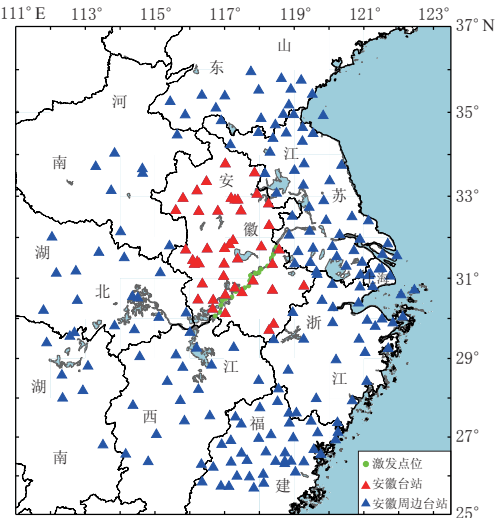 111° E 113° 115° 117° 119° 121° 123° 37° N
山
东
河
35°
江
南
安
苏
33°
徽
湖
海
31°
北
浙
29°
江
湖
江
西
福
27°
南
激发点位
安徽台站
建
安徽周边台站
25°